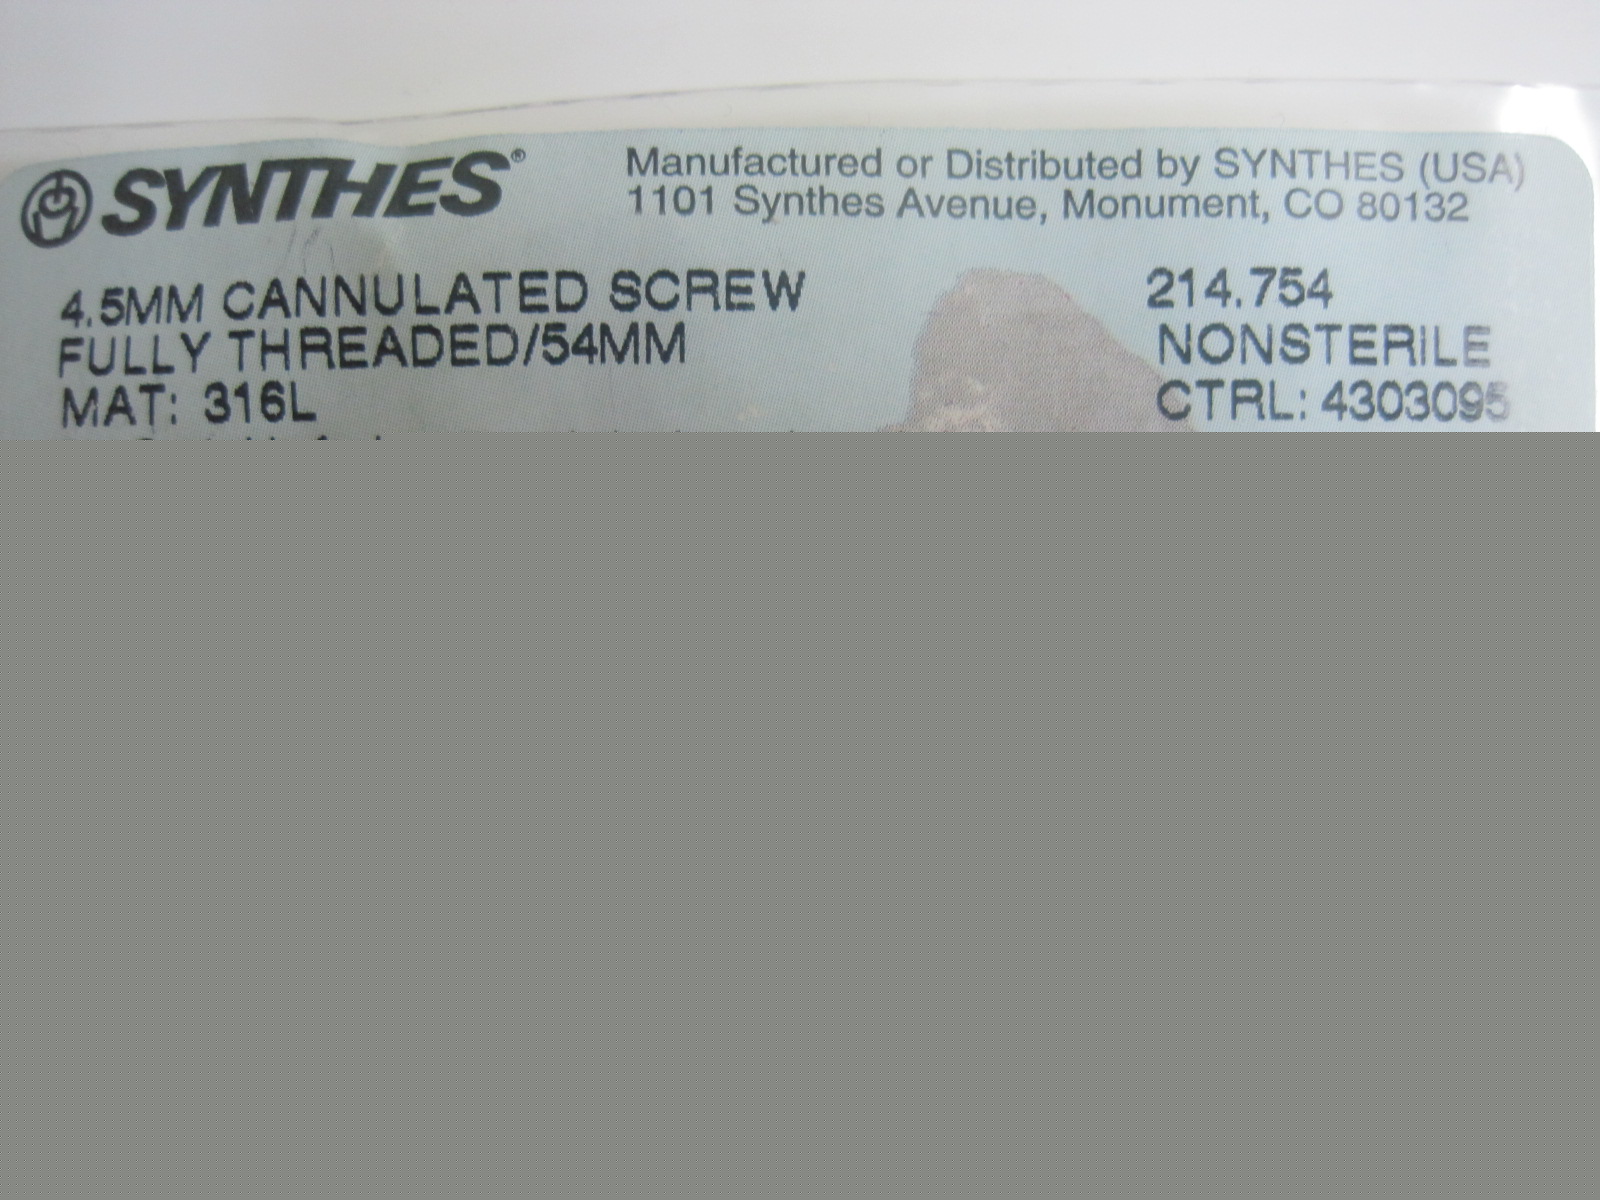 SYNTHES®
Manufactured or Distributed by SYNTHES (USA)
1101 Synthes Avenue, Monument, CO 80132
4.5MM CANNULATED SCREW
FULLY THREADED/54MM
MAT: 316L
214.754
NONSTERILE
CTRL: 4303095